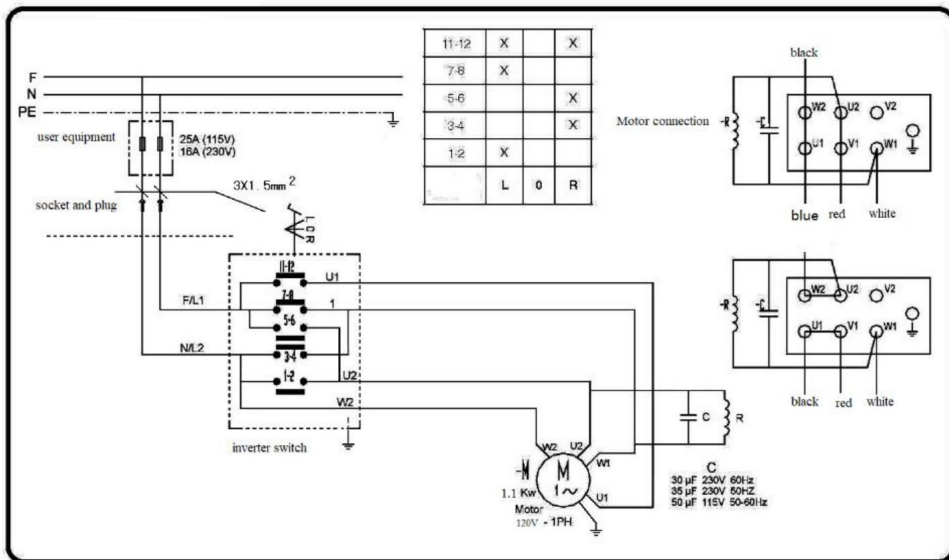 F
N
PE
user equipment
25A (115V)
16A (230V)
3X1.5mm²
socket and plug
L 0 R
11-12 X X
7-8 X
5-6 X
3-4 X
1-2 X
L 0 R
11-12
U1
7-8
F/L1
1
5-6
N/L2
3-4
1-2
U2
W2
inverter switch
W2
U2
W1
U1
-M
M
1~
1.1 Kw
Motor
120V - 1PH
C
R
C
30 µF 230V 60Hz
35 µF 230V 50HZ
50 µF 115V 50-60Hz
Motor connection
black
-R
-C
W2
U2
V2
U1
V1
W1
blue
red
white
-R
-C
W2
U2
V2
U1
V1
W1
black
red
white